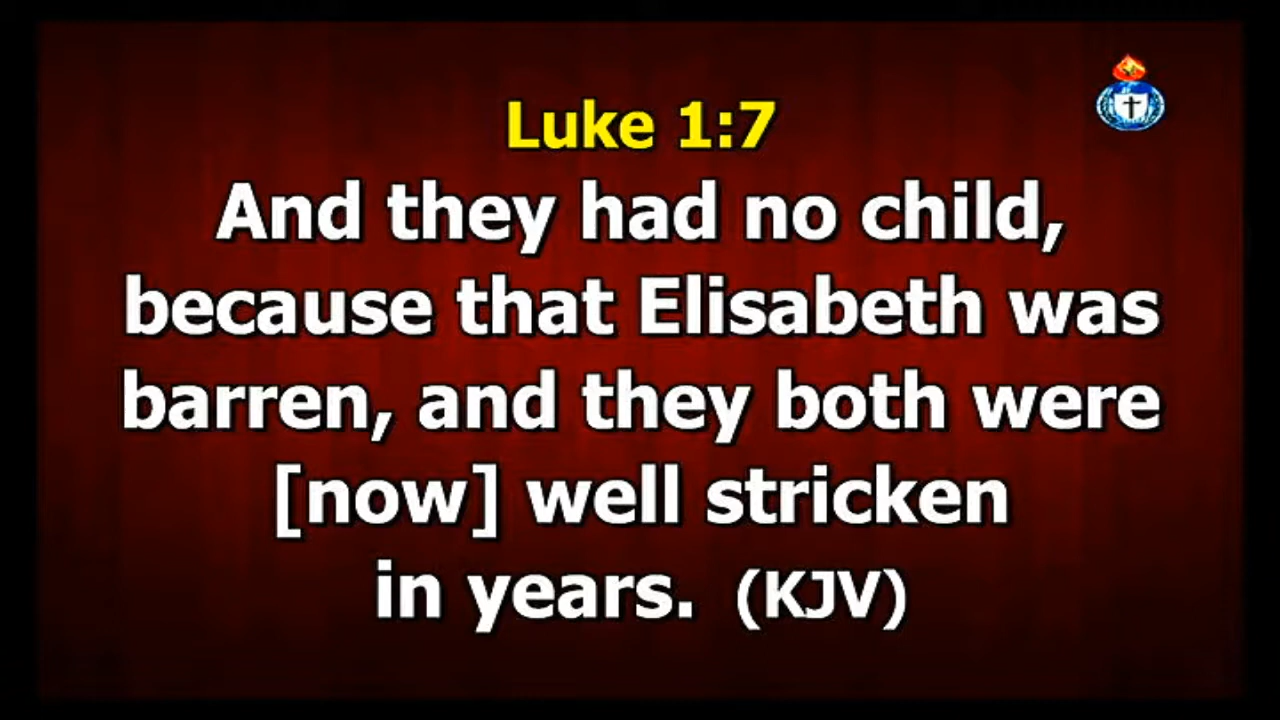 Luke 1:7
And they had no child,
because that Elisabeth was
barren, and they both were
[now] well stricken
in years. (KJV)